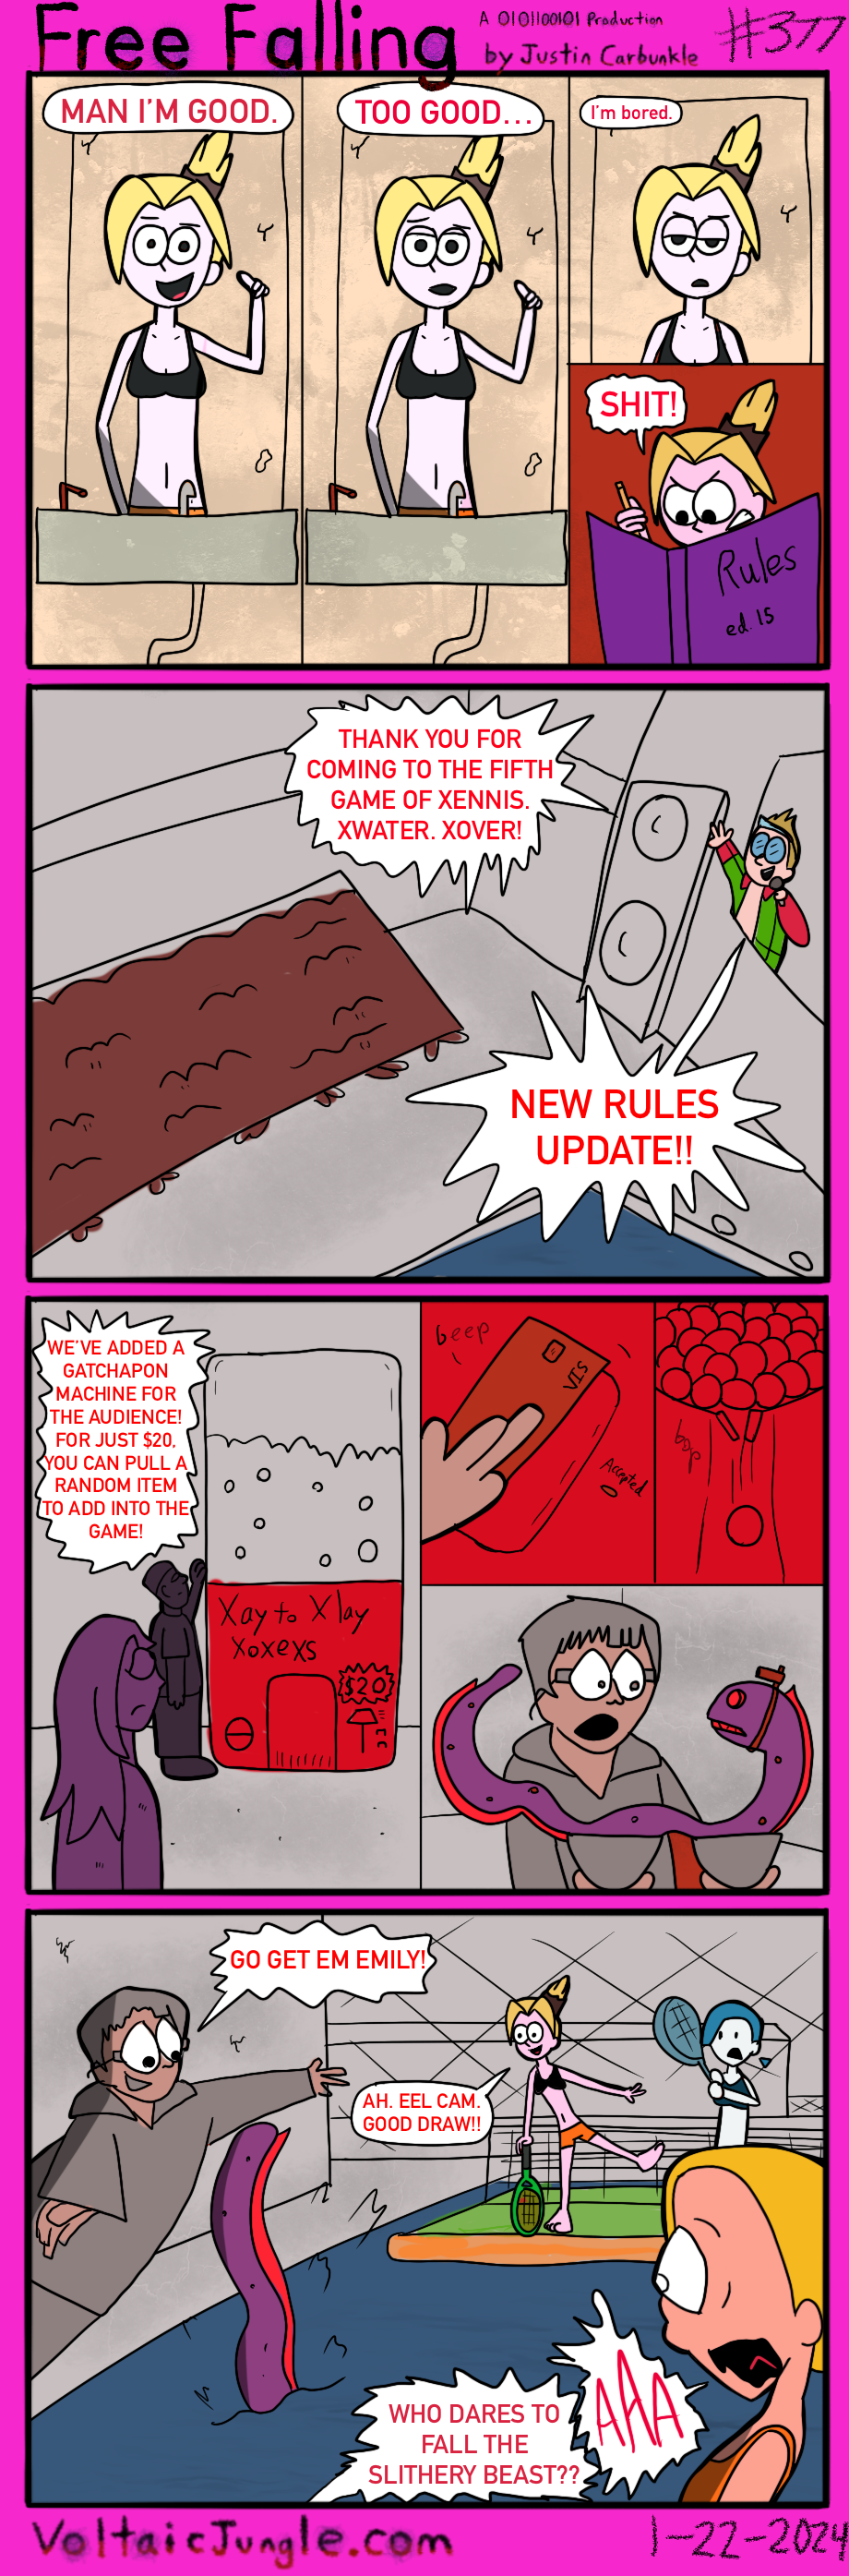 Free Falling
A 0101100101 Production
by Justin Carbunkle
#377
MAN I'M GOOD.
TOO GOOD...
I'm bored.
SHIT!
Rules
ed. 15
THANK YOU FOR
COMING TO THE FIFTH
GAME OF XENNIS.
XWATER. XOVER!
NEW RULES
UPDATE!!
WE'VE ADDED A
GATCHAPON
MACHINE FOR
THE AUDIENCE!
FOR JUST $20,
YOU CAN PULL A
RANDOM ITEM
TO ADD INTO THE
GAME!
Xay to Xlay
Xoxexs
$20
beep
VIS
Accepted
bop
GO GET EM EMILY!
AH. EEL CAM.
GOOD DRAW!!
WHO DARES TO
FALL THE
SLITHERY BEAST??
AAA
VoltaicJungle.com
1-22-2024